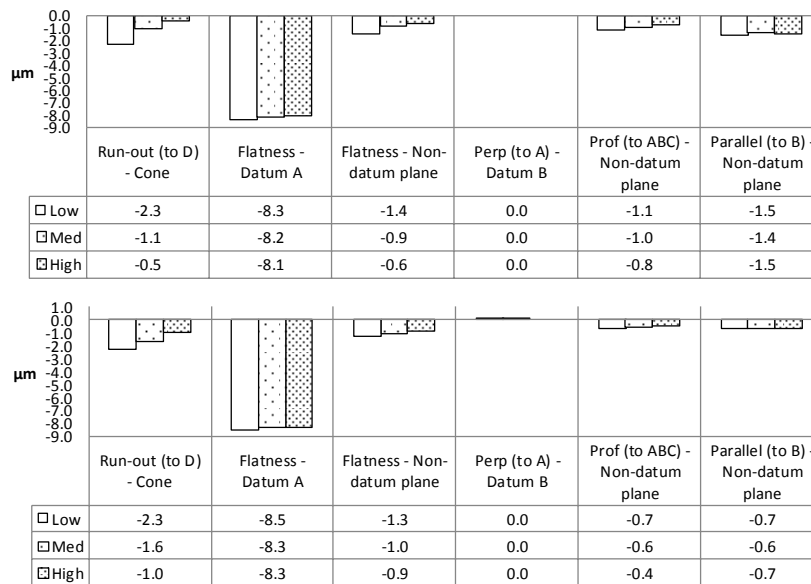 0.0
-1.0
-2.0
-3.0
-4.0
-5.0
-6.0
-7.0
-8.0
-9.0
µm
Run-out (to D) - Cone
Flatness - Datum A
Flatness - Non-datum plane
Perp (to A) - Datum B
Prof (to ABC) - Non-datum plane
Parallel (to B) - Non-datum plane
Low -2.3 -8.3 -1.4 0.0 -1.1 -1.5
Med -1.1 -8.2 -0.9 0.0 -1.0 -1.4
High -0.5 -8.1 -0.6 0.0 -0.8 -1.5
1.0
0.0
-1.0
-2.0
-3.0
-4.0
-5.0
-6.0
-7.0
-8.0
-9.0
µm
Run-out (to D) - Cone
Flatness - Datum A
Flatness - Non-datum plane
Perp (to A) - Datum B
Prof (to ABC) - Non-datum plane
Parallel (to B) - Non-datum plane
Low -2.3 -8.5 -1.3 0.0 -0.7 -0.7
Med -1.6 -8.3 -1.0 0.0 -0.6 -0.6
High -1.0 -8.3 -0.9 0.0 -0.4 -0.7